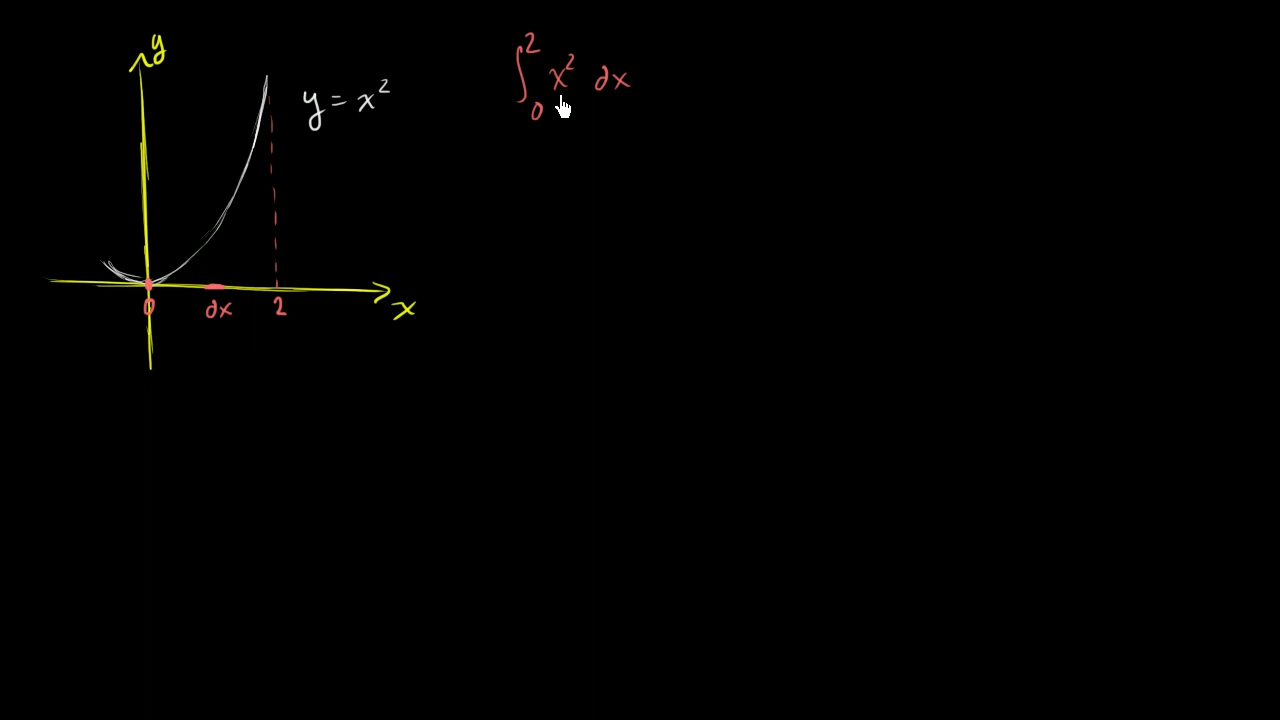 y
y = x²
∫₀² x² dx
0 dx 2
x